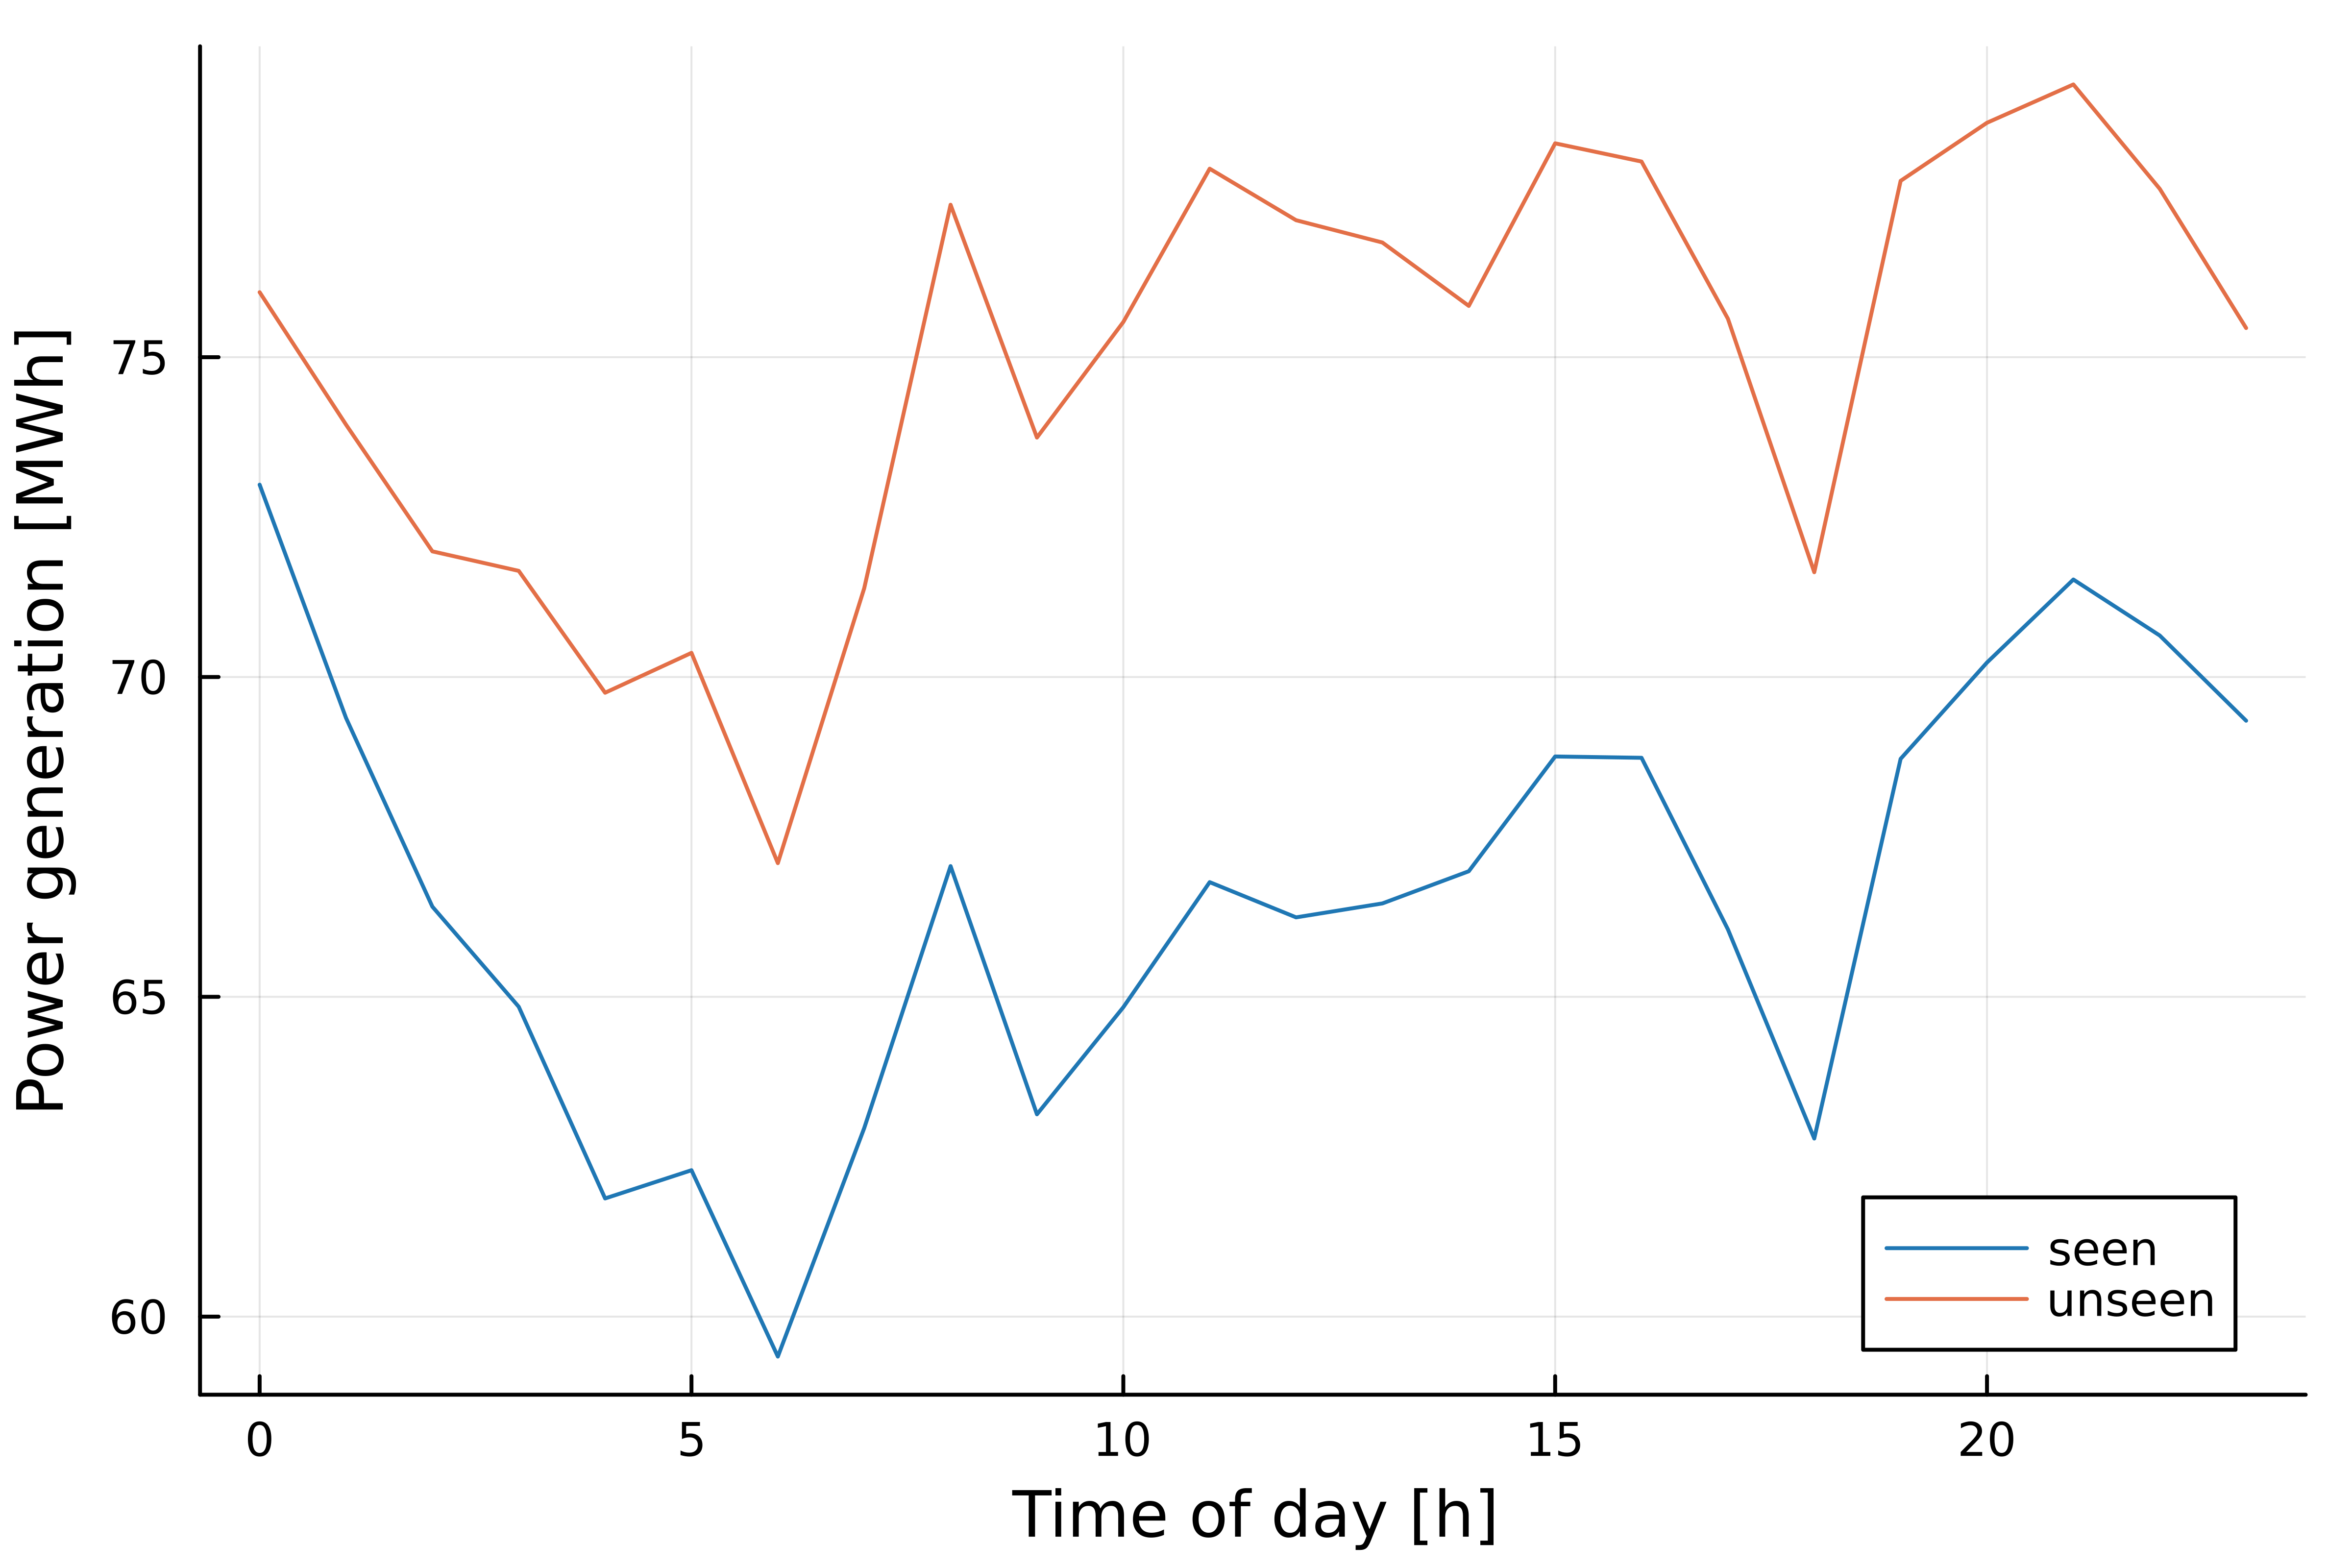 Power generation [MWh]
75
70
65
60
0 5 10 15 20
Time of day [h]
seen
unseen